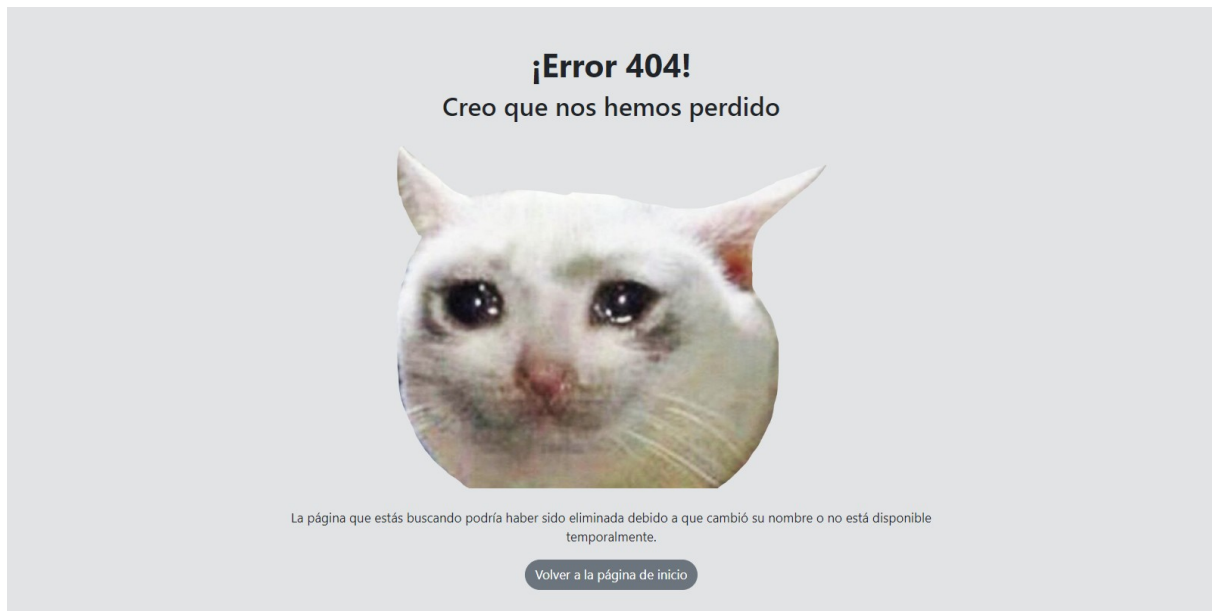 ¡Error 404!
Creo que nos hemos perdido
La página que estás buscando podría haber sido eliminada debido a que cambió su nombre o no está disponible
temporalmente.
Volver a la página de inicio